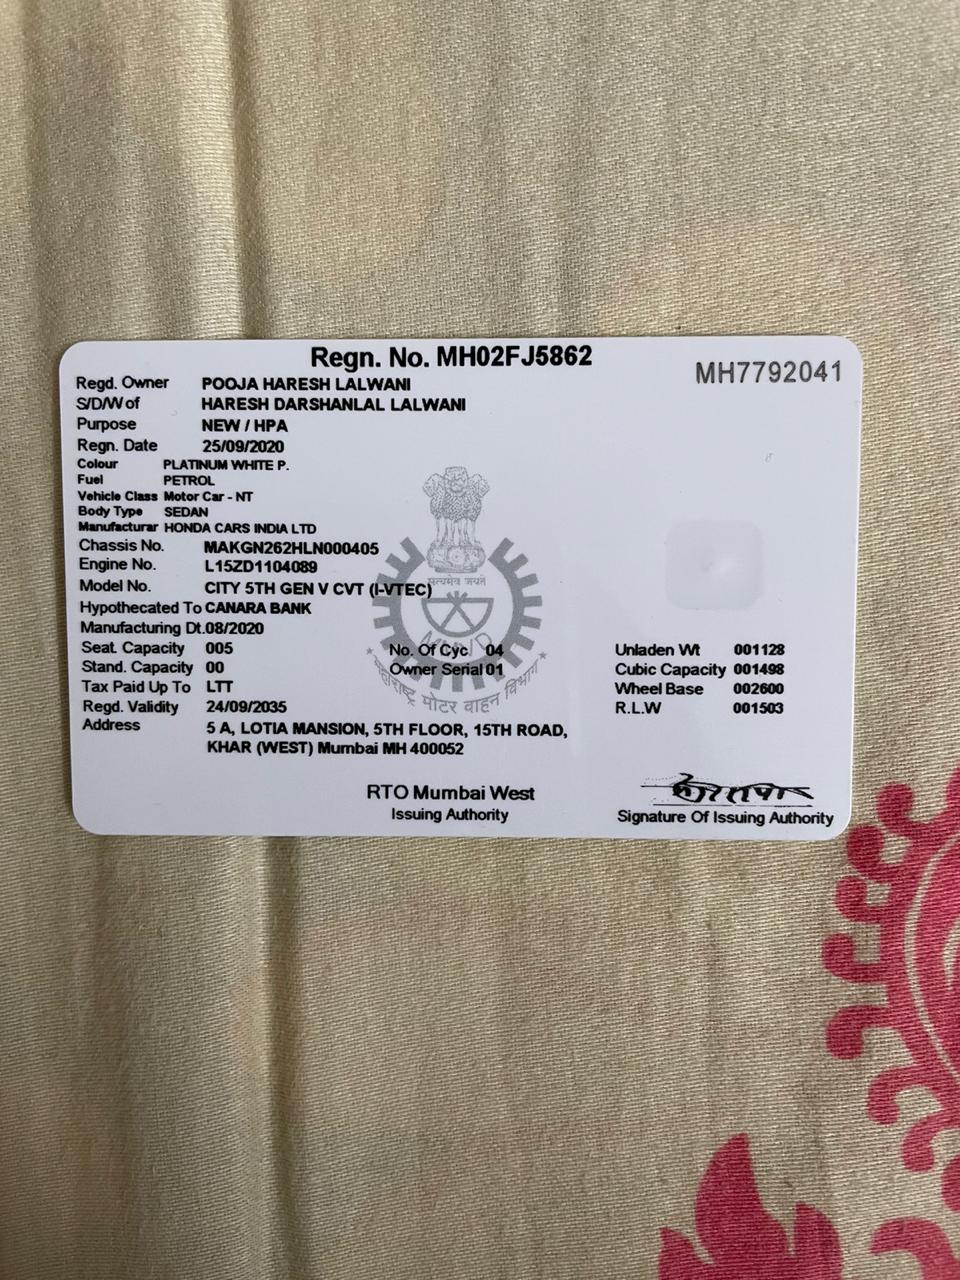 Regn. No. MH02FJ5862
MH7792041
Regd. Owner POOJA HARESH LALWANI
S/D/W of HARESH DARSHANLAL LALWANI
Purpose NEW / HPA
Regn. Date 25/09/2020
Colour PLATINUM WHITE P.
Fuel PETROL
Vehicle Class Motor Car - NT
Body Type SEDAN
Manufacturar HONDA CARS INDIA LTD
Chassis No. MAKGN262HLN000405
Engine No. L15ZD1104089
Model No. CITY 5TH GEN V CVT (I-VTEC)
Hypothecated To CANARA BANK
Manufacturing Dt.08/2020
Seat. Capacity 005 No. Of Cyc 04 Unladen Wt 001128
Stand. Capacity 00 Owner Serial 01 Cubic Capacity 001498
Tax Paid Up To LTT Wheel Base 002600
Regd. Validity 24/09/2035 R.L.W 001503
Address 5 A, LOTIA MANSION, 5TH FLOOR, 15TH ROAD,
KHAR (WEST) Mumbai MH 400052
सत्यमेव जयते
महाराष्ट्र मोटर वाहन विभाग
RTO Mumbai West
Issuing Authority
Signature Of Issuing Authority